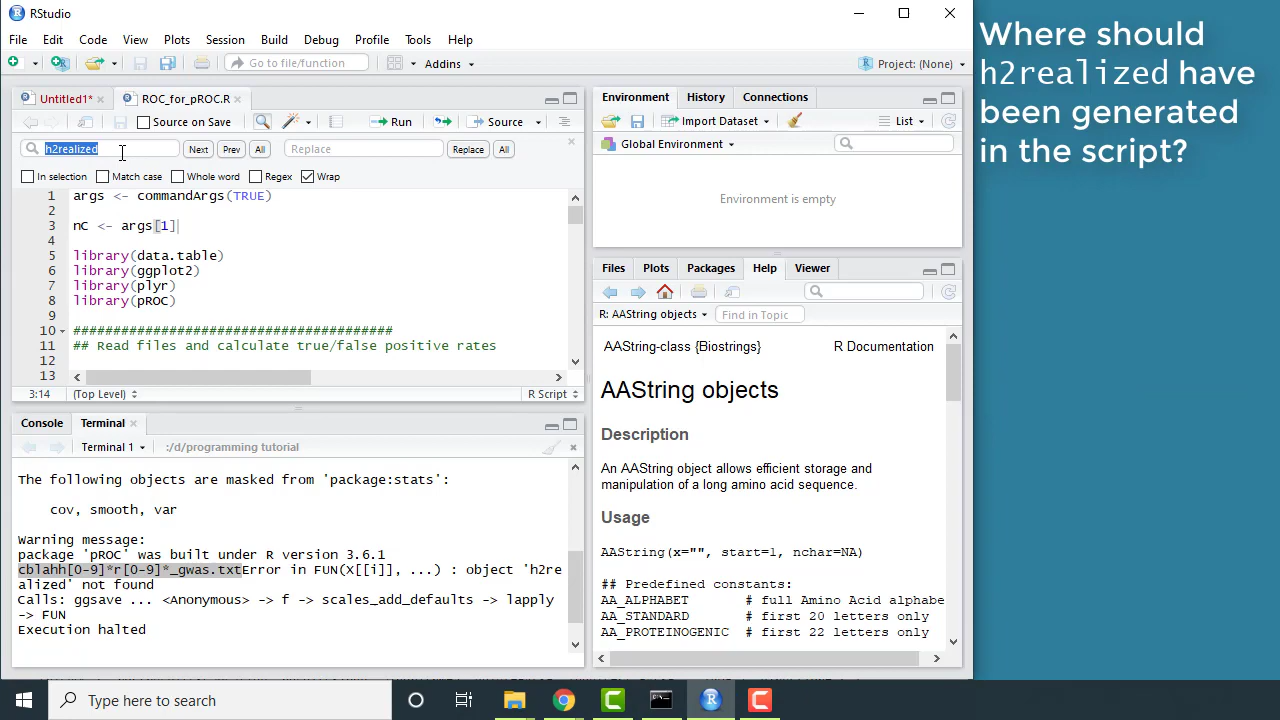 RStudio
File Edit Code View Plots Session Build Debug Profile Tools Help
Go to file/function Addins Project: (None)
Untitled1* ROC_for_pROC.R
Source on Save Run Source
h2realized Next Prev All Replace Replace All
In selection Match case Whole word Regex Wrap
1 args <- commandArgs(TRUE)
2
3 nC <- args[1]
4
5 library(data.table)
6 library(ggplot2)
7 library(plyr)
8 library(pROC)
9
10 ########################################
11 ## Read files and calculate true/false positive rates
12
13
3:14 (Top Level) R Script
Console Terminal
Terminal 1 :/d/programming tutorial
The following objects are masked from 'package:stats':
cov, smooth, var
Warning message:
package 'pROC' was built under R version 3.6.1
cblahh[0-9]*r[0-9]*_gwas.txtError in FUN(X[[i]], ...) : object 'h2re
alized' not found
Calls: ggsave ... <Anonymous> -> f -> scales_add_defaults -> lapply
-> FUN
Execution halted
Environment History Connections
Import Dataset List
Global Environment
Environment is empty
Files Plots Packages Help Viewer
R: AAString objects Find in Topic
AAString-class {Biostrings} R Documentation
AAString objects
Description
An AAString object allows efficient storage and
manipulation of a long amino acid sequence.
Usage
AAString(x="", start=1, nchar=NA)
## Predefined constants:
AA_ALPHABET # full Amino Acid alphabe
AA_STANDARD # first 20 letters only
AA_PROTEINOGENIC # first 22 letters only
Where should
h2realized have
been generated
in the script?
Type here to search